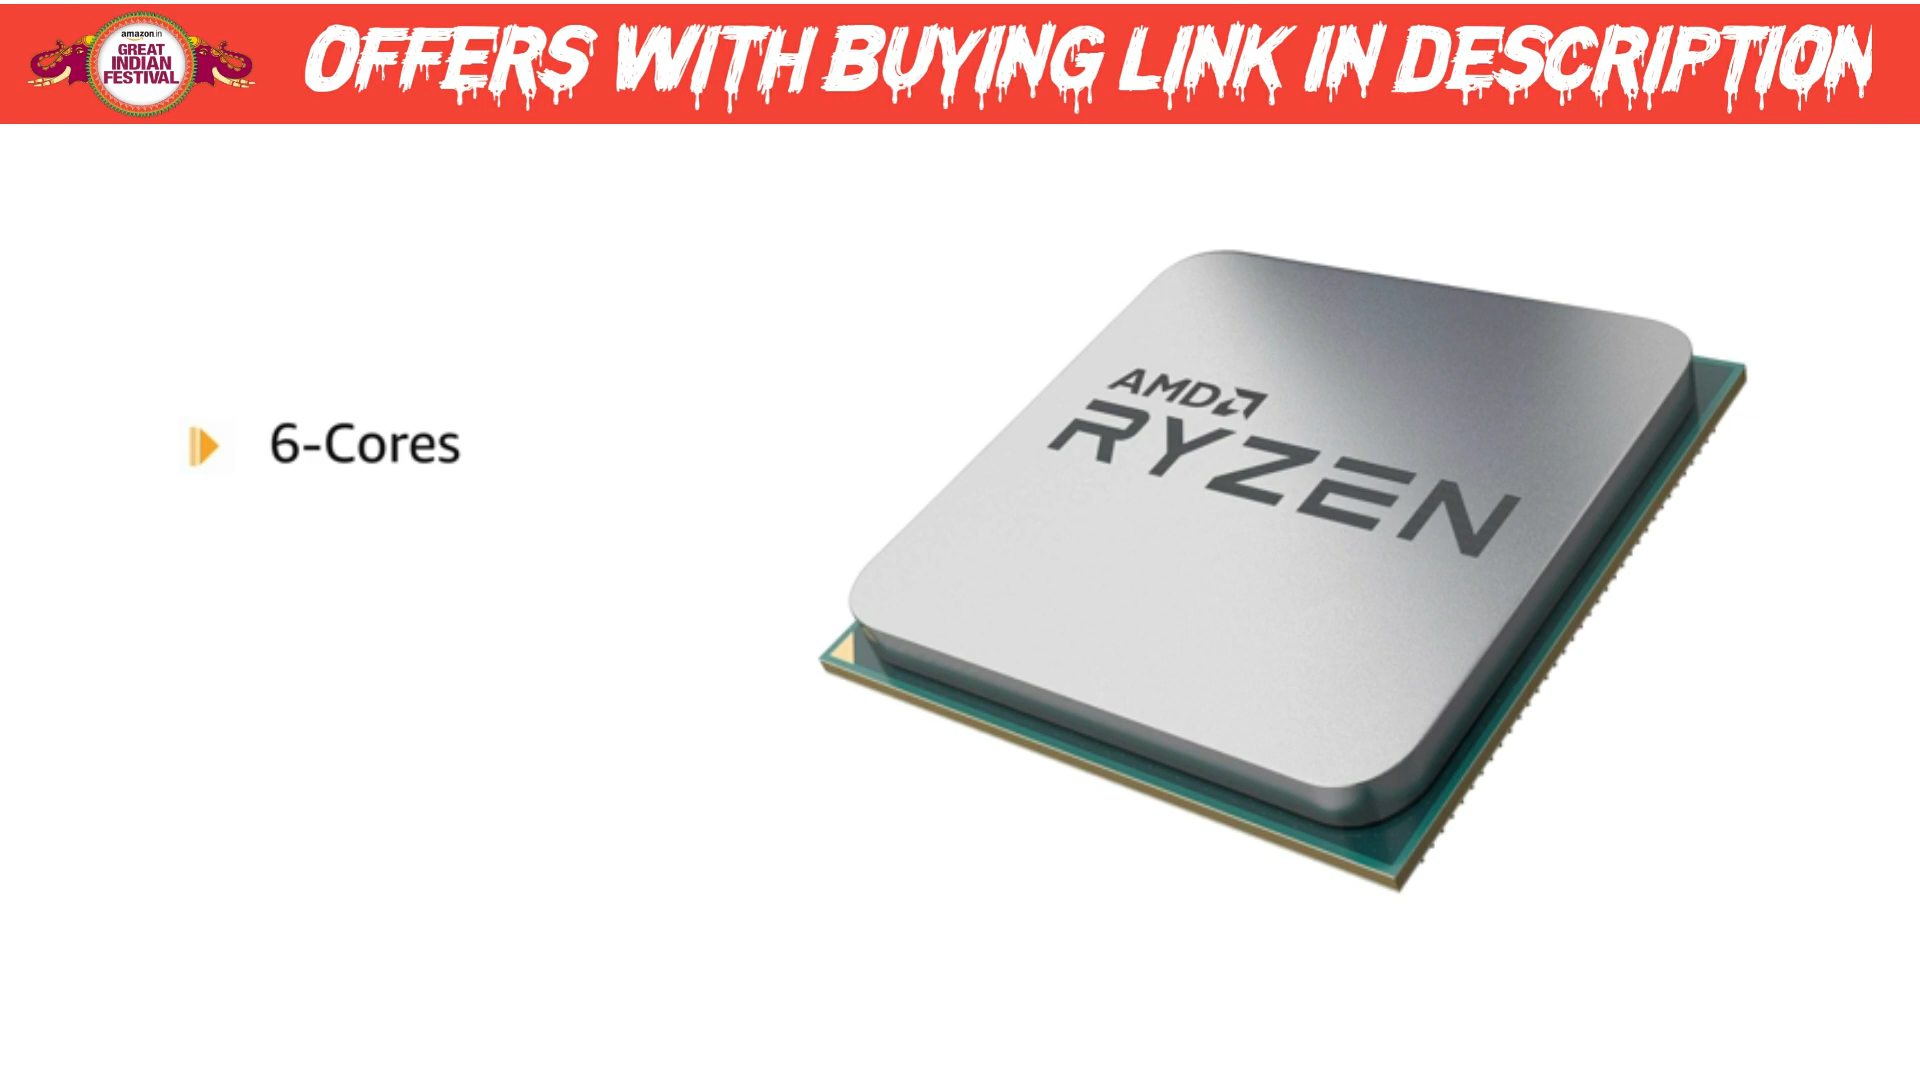 amazon.in
GREAT
INDIAN
FESTIVAL
OFFERS WITH BUYING LINK IN DESCRIPTION
6-Cores
AMD
RYZEN